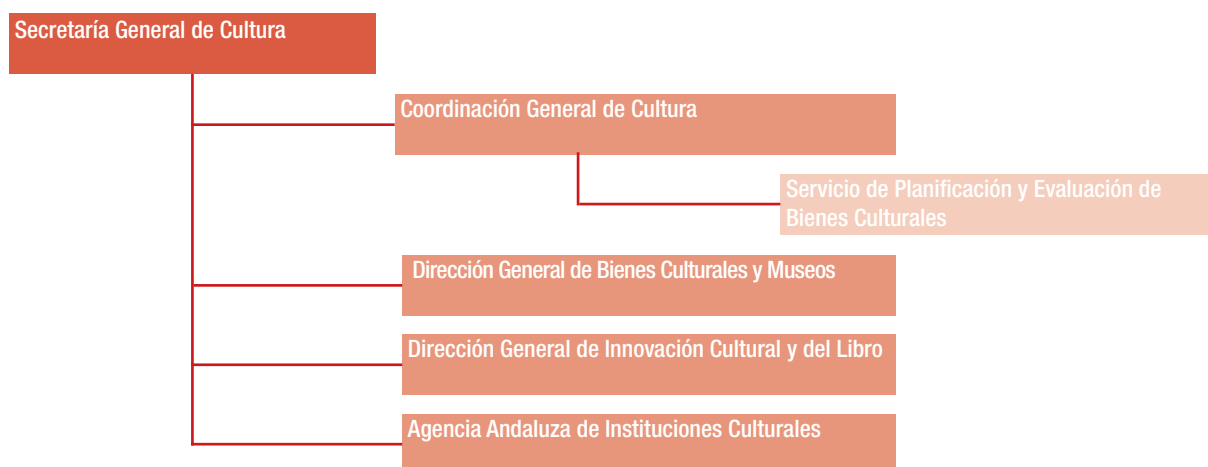 Secretaría General de Cultura
Coordinación General de Cultura
Servicio de Planificación y Evaluación de
Bienes Culturales
Dirección General de Bienes Culturales y Museos
Dirección General de Innovación Cultural y del Libro
Agencia Andaluza de Instituciones Culturales